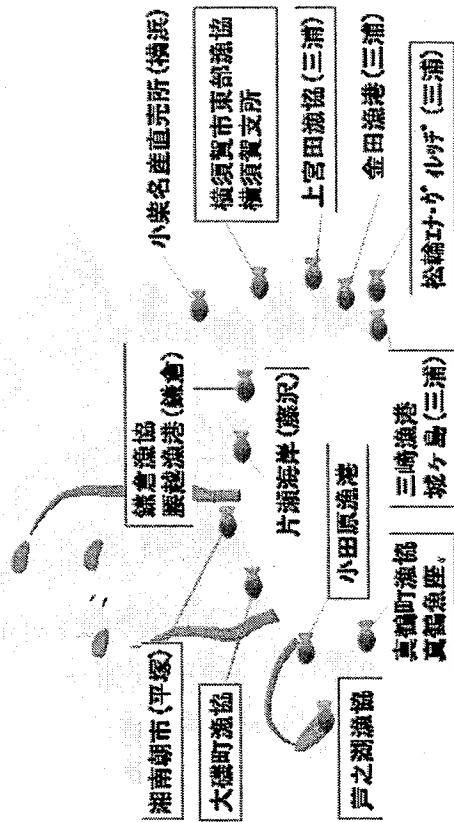 小柴名産直売所(横浜)
横須賀市東部漁協
横須賀支所
上宮田漁協(三浦)
金田漁港(三浦)
松輪エナ・ヴィレッヂ(三浦)
鎌倉漁協
腰越漁港(鎌倉)
片瀬海岸(藤沢)
小田原漁港
三崎漁港
城ヶ島(三浦)
湘南朝市(平塚)
大磯町漁協
芦之湖漁協
真鶴町漁協
真鶴魚座。